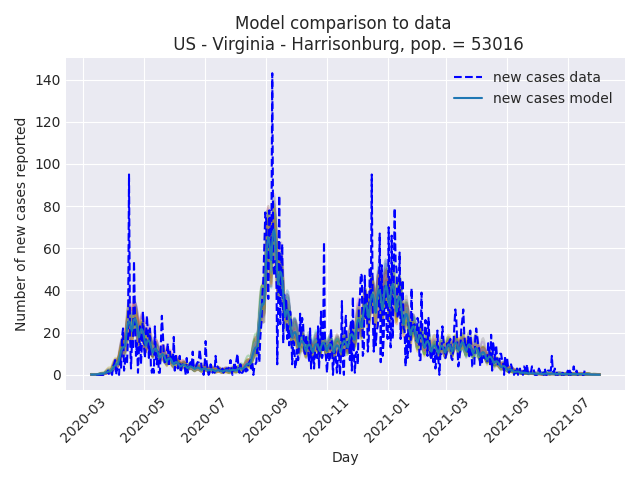 Model comparison to data
US - Virginia - Harrisonburg, pop. = 53016
new cases data
new cases model
Number of new cases reported
140
120
100
80
60
40
20
0
2020-03
2020-05
2020-07
2020-09
2020-11
2021-01
2021-03
2021-05
2021-07
Day